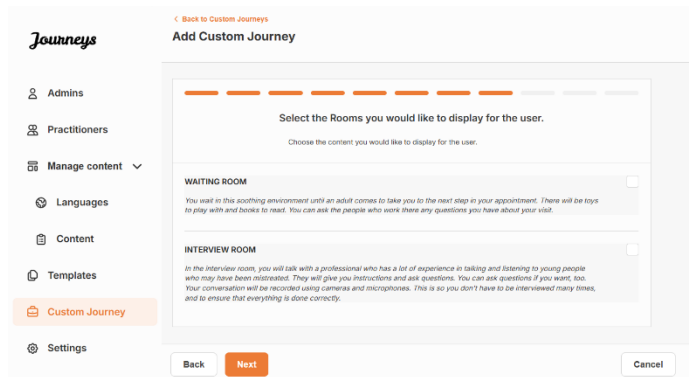 Journeys
< Back to Custom Journeys
Add Custom Journey
Admins
Practitioners
Manage content
Languages
Content
Templates
Custom Journey
Settings
Select the Rooms you would like to display for the user.
Choose the content you would like to display for the user.
WAITING ROOM
You wait in this soothing environment until an adult comes to take you to the next step in your appointment. There will be toys
to play with and books to read. You can ask the people who work there any questions you have about your visit.
INTERVIEW ROOM
In the interview room, you will talk with a professional who has a lot of experience in talking and listening to young people
who may have been mistreated. They will give you instructions and ask questions. You can ask questions if you want, too.
Your conversation will be recorded using cameras and microphones. This is so you don't have to be interviewed many times,
and to ensure that everything is done correctly.
Back
Next
Cancel